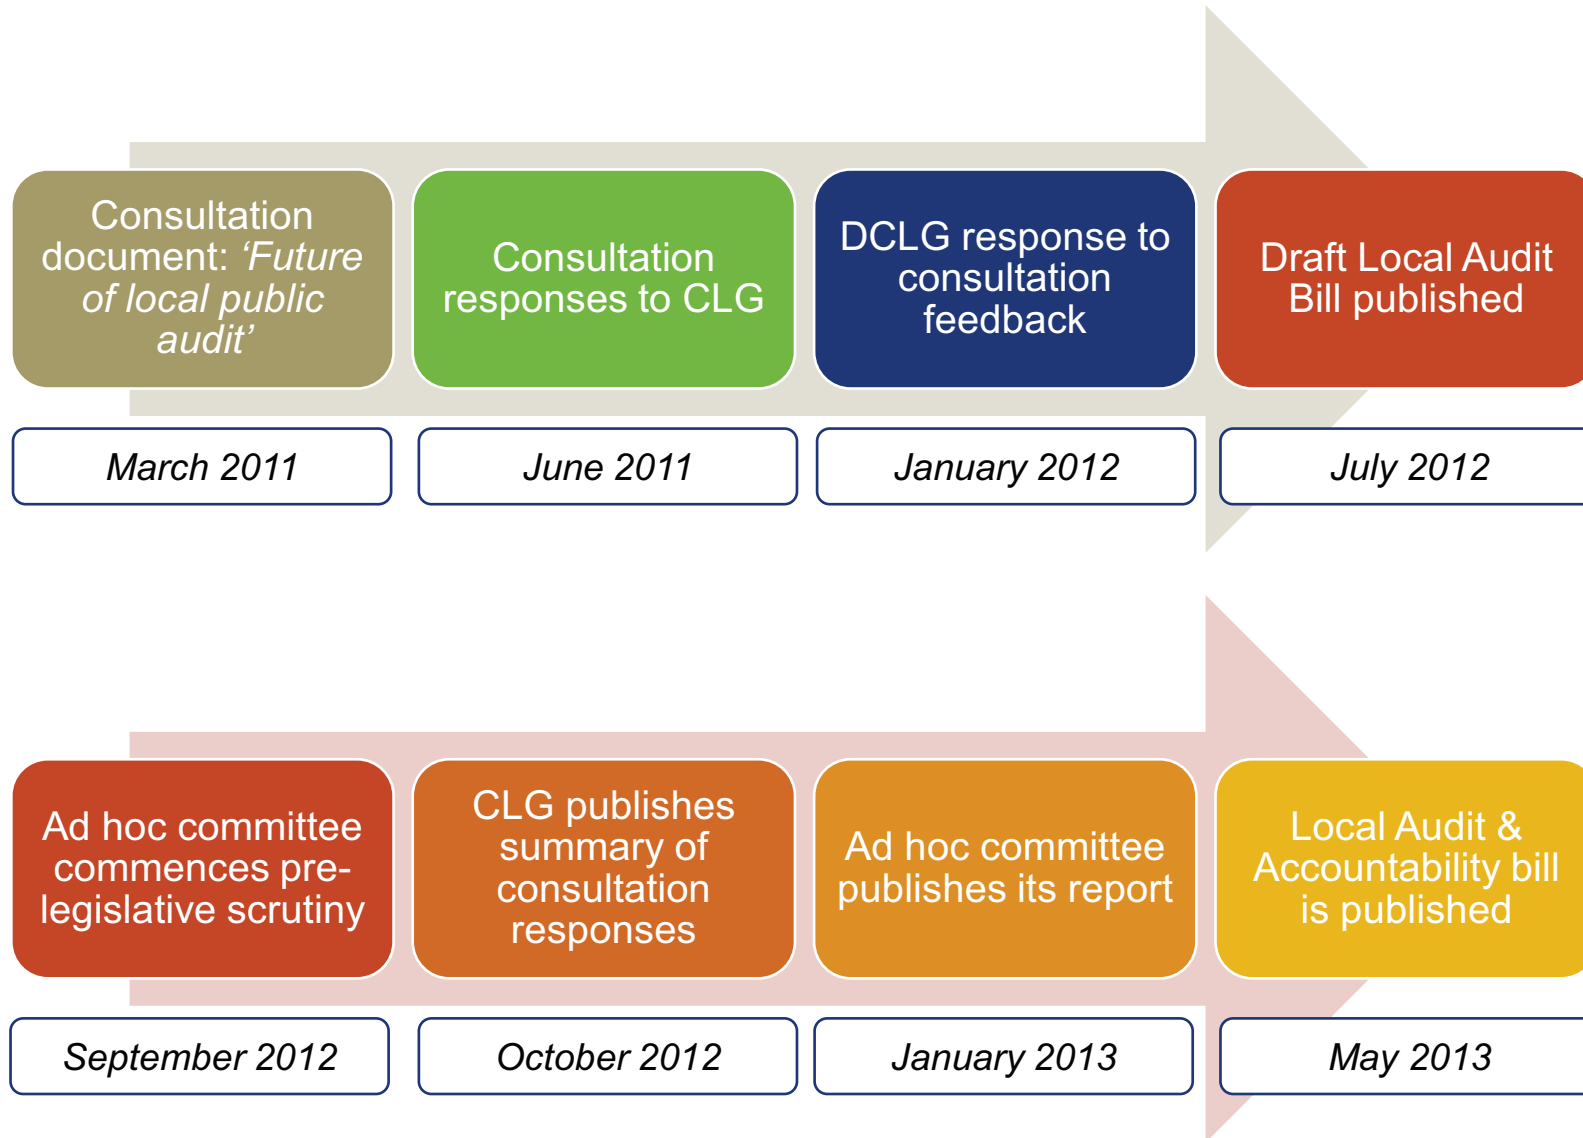 Consultation
document: ‘Future
of local public
audit’
Consultation
responses to CLG
DCLG response to
consultation
feedback
Draft Local Audit
Bill published
March 2011
June 2011
January 2012
July 2012
Ad hoc committee
commences pre-
legislative scrutiny
CLG publishes
summary of
consultation
responses
Ad hoc committee
publishes its report
Local Audit &
Accountability bill
is published
September 2012
October 2012
January 2013
May 2013